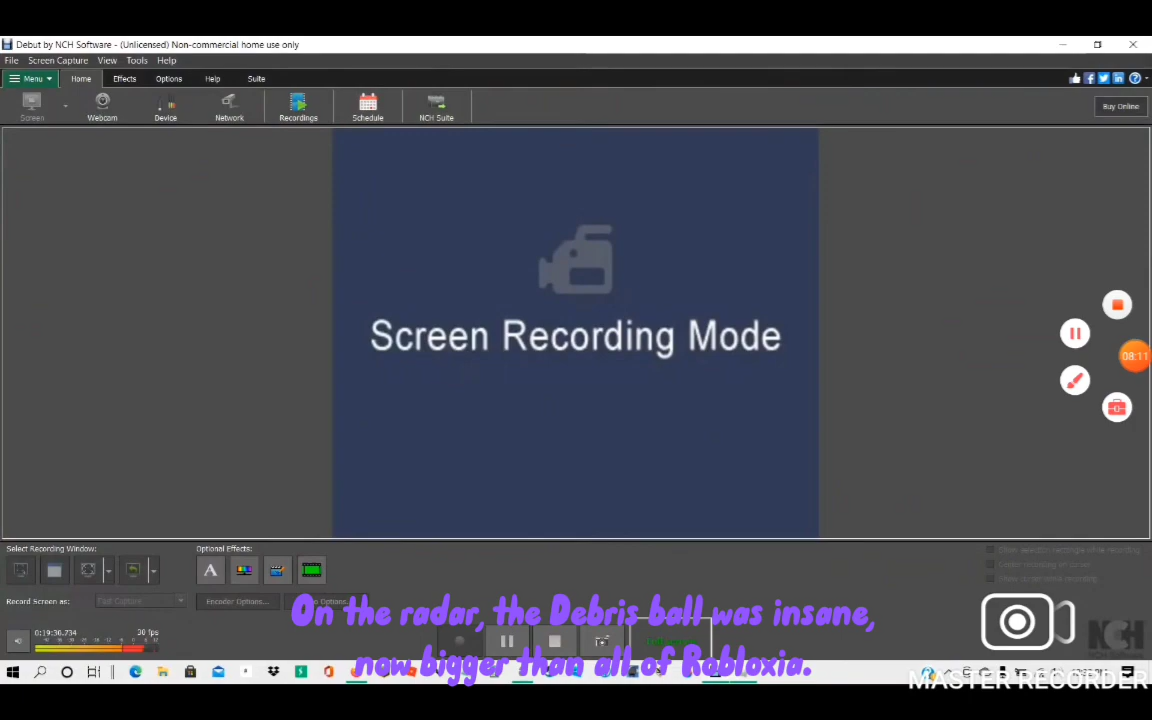 Debut by NCH Software - (Unlicensed) Non-commercial home use only
File Screen Capture View Tools Help
Menu Home Effects Options Help Suite
Screen Webcam Device Network Recordings Schedule NCH Suite Buy Online
Screen Recording Mode
08:11
Select Recording Window: Optional Effects:
Record Screen as: Encoder Options...
On the radar, the Debris ball was insane,
0:19:30.734 30 fps
now bigger than all of Robloxia.
NCH
MASTER RECORDER